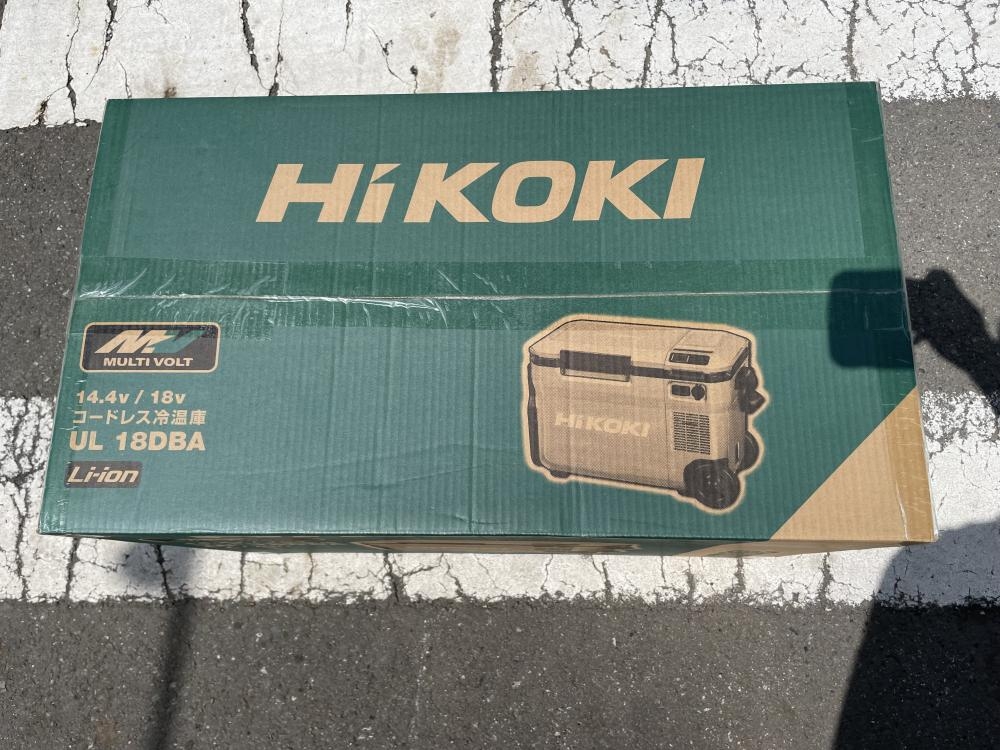 HiKOKI
MULTI VOLT
14.4v / 18v
コードレス冷温庫
UL 18DBA
Li-ion
HiKOKI